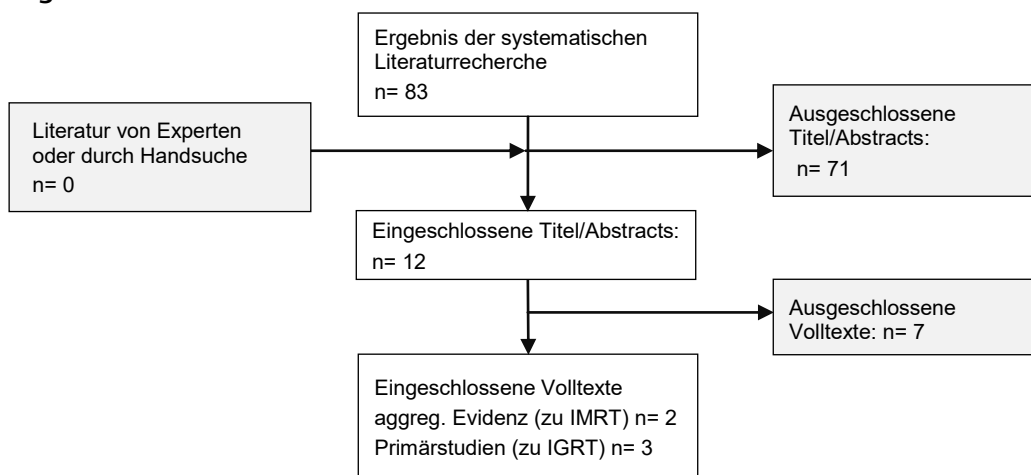 Ergebnis der systematischen
Literaturrecherche
n= 83
Literatur von Experten
oder durch Handsuche
n= 0
Ausgeschlossene
Titel/Abstracts:
n= 71
Eingeschlossene Titel/Abstracts:
n= 12
Ausgeschlossene
Volltexte: n= 7
Eingeschlossene Volltexte
aggreg. Evidenz (zu IMRT) n= 2
Primärstudien (zu IGRT) n= 3